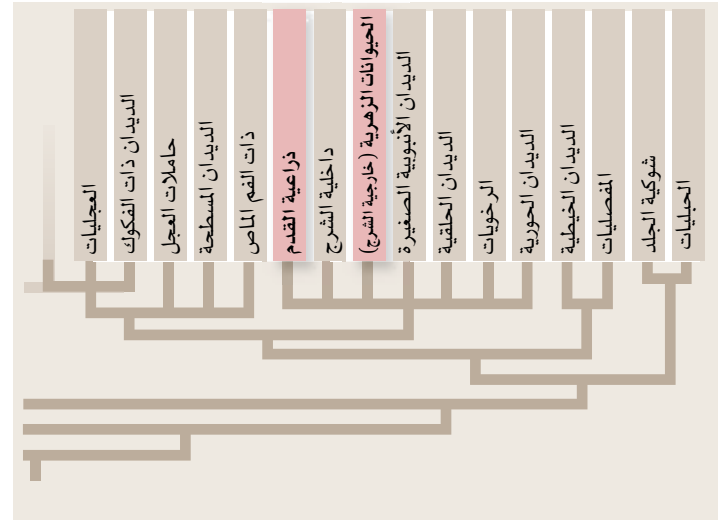 الحبليات
شوكية الجلد
المفصليات
الديدان الخيطية
الديدان الحورية
الرخويات
الديدان الحلقية
الديدان الأنبوبية الصغيرة
الحيوانات الزهرية (خارجية الشرج)
داخلية الشرج
ذراعية القدم
ذات الفم الماص
الديدان المسطحة
حاملات العجل
الديدان ذات الفكوك
العجليات